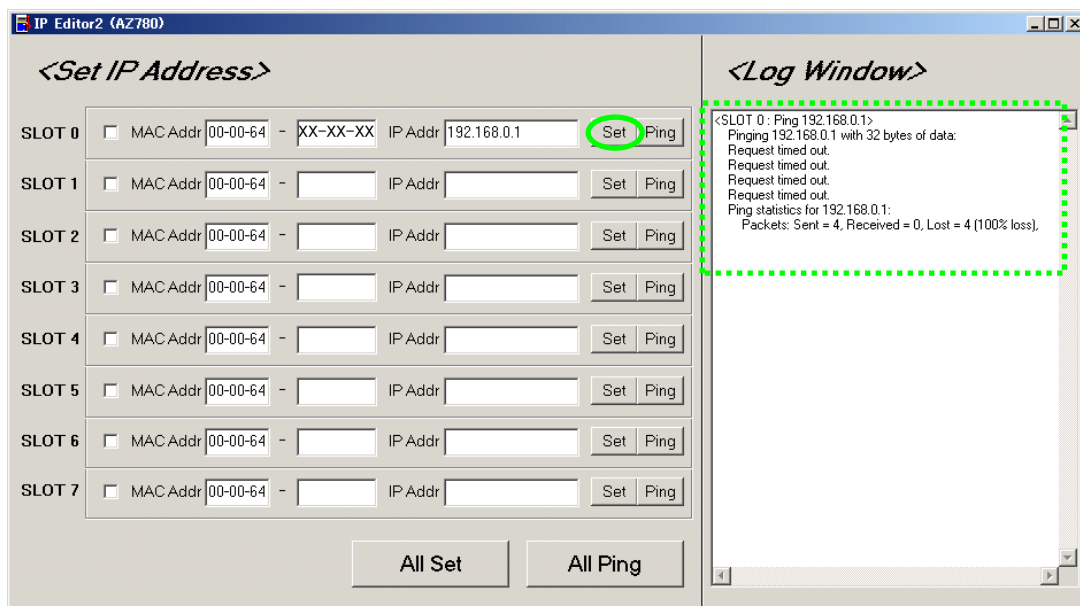 IP Editor2 (AZ780)
<Set IP Address>
SLOT 0 MAC Addr 00-00-64 - XX-XX-XX IP Addr 192.168.0.1 Set Ping
SLOT 1 MAC Addr 00-00-64 - IP Addr Set Ping
SLOT 2 MAC Addr 00-00-64 - IP Addr Set Ping
SLOT 3 MAC Addr 00-00-64 - IP Addr Set Ping
SLOT 4 MAC Addr 00-00-64 - IP Addr Set Ping
SLOT 5 MAC Addr 00-00-64 - IP Addr Set Ping
SLOT 6 MAC Addr 00-00-64 - IP Addr Set Ping
SLOT 7 MAC Addr 00-00-64 - IP Addr Set Ping
All Set All Ping
<Log Window>
<SLOT 0 : Ping 192.168.0.1>
Pinging 192.168.0.1 with 32 bytes of data:
Request timed out.
Request timed out.
Request timed out.
Request timed out.
Ping statistics for 192.168.0.1:
Packets: Sent = 4, Received = 0, Lost = 4 (100% loss),